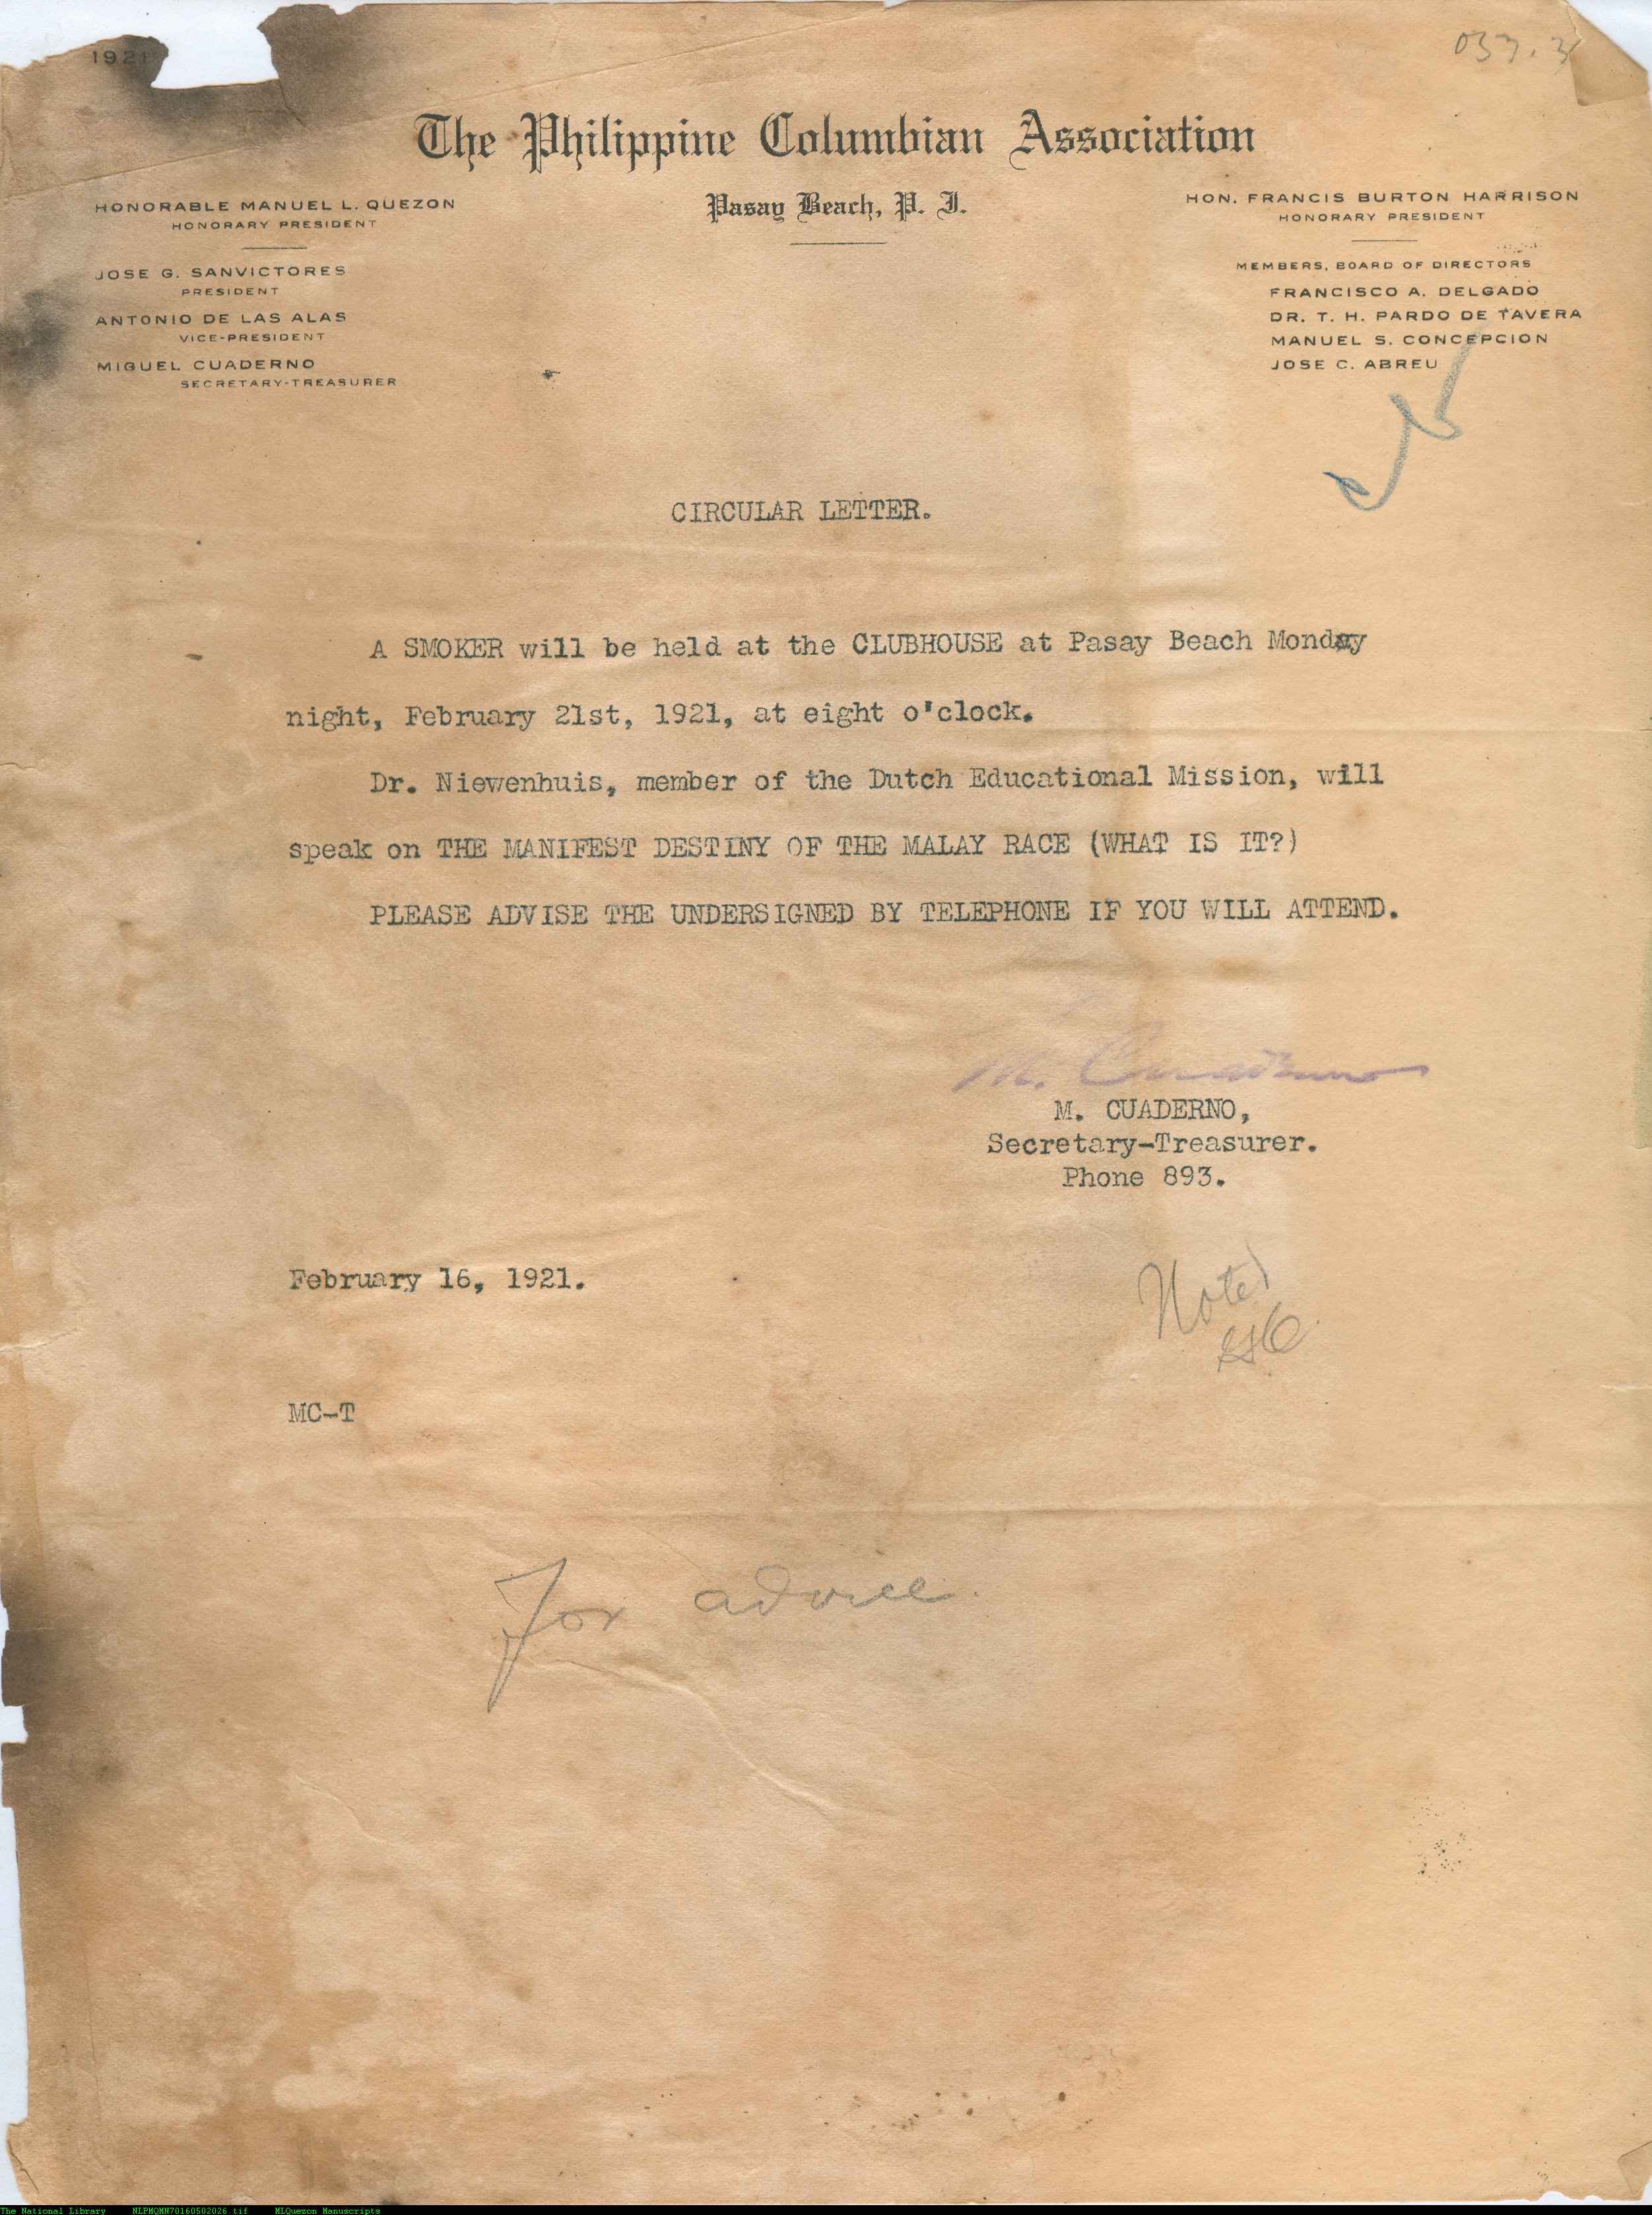 1921
037.3
The Philippine Columbian Association
Pasay Beach, P. I.
HONORABLE MANUEL L. QUEZON
HONORARY PRESIDENT
JOSE G. SANVICTORES
PRESIDENT
ANTONIO DE LAS ALAS
VICE-PRESIDENT
MIGUEL CUADERNO
SECRETARY-TREASURER
HON. FRANCIS BURTON HARRISON
HONORARY PRESIDENT
MEMBERS, BOARD OF DIRECTORS
FRANCISCO A. DELGADO
DR. T. H. PARDO DE TAVERA
MANUEL S. CONCEPCION
JOSE C. ABREU
CIRCULAR LETTER.
A SMOKER will be held at the CLUBHOUSE at Pasay Beach Monday
night, February 21st, 1921, at eight o'clock.
Dr. Niewenhuis, member of the Dutch Educational Mission, will
speak on THE MANIFEST DESTINY OF THE MALAY RACE (WHAT IS IT?)
PLEASE ADVISE THE UNDERSIGNED BY TELEPHONE IF YOU WILL ATTEND.
M. Cuaderno
M. CUADERNO,
Secretary-Treasurer.
Phone 893.
February 16, 1921.
Noted
MC-T
For advice.
The National Library NLPMQMN70160502026.tif MLQuezon Manuscripts